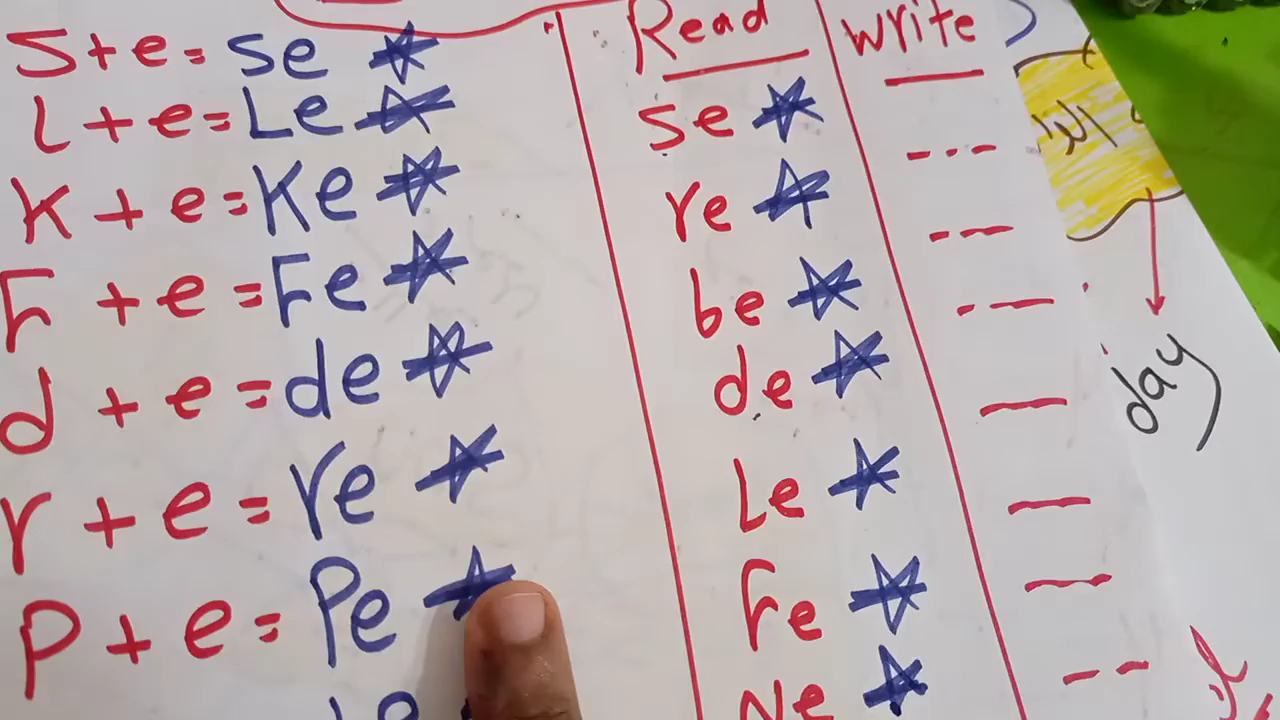 s+e= se
l+e= Le
K+e= Ke
F+e= Fe
d+e= de
r+e= re
P+e= Pe
Read
se
re
be
de
Le
Fe
Ne
write
day